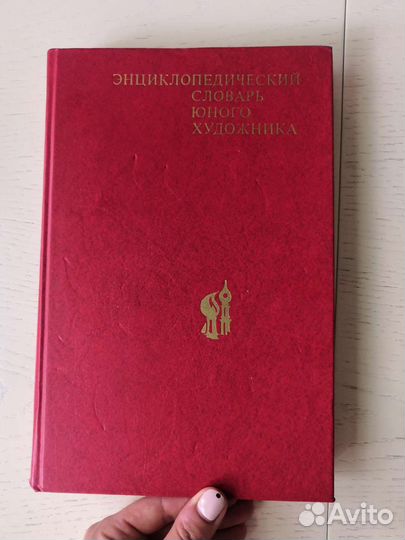 ЭНЦИКЛОПЕДИЧЕСКИЙ
СЛОВАРЬ
ЮНОГО
ХУДОЖНИКА
Avito